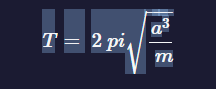 T = 2 pi √(a³/m)